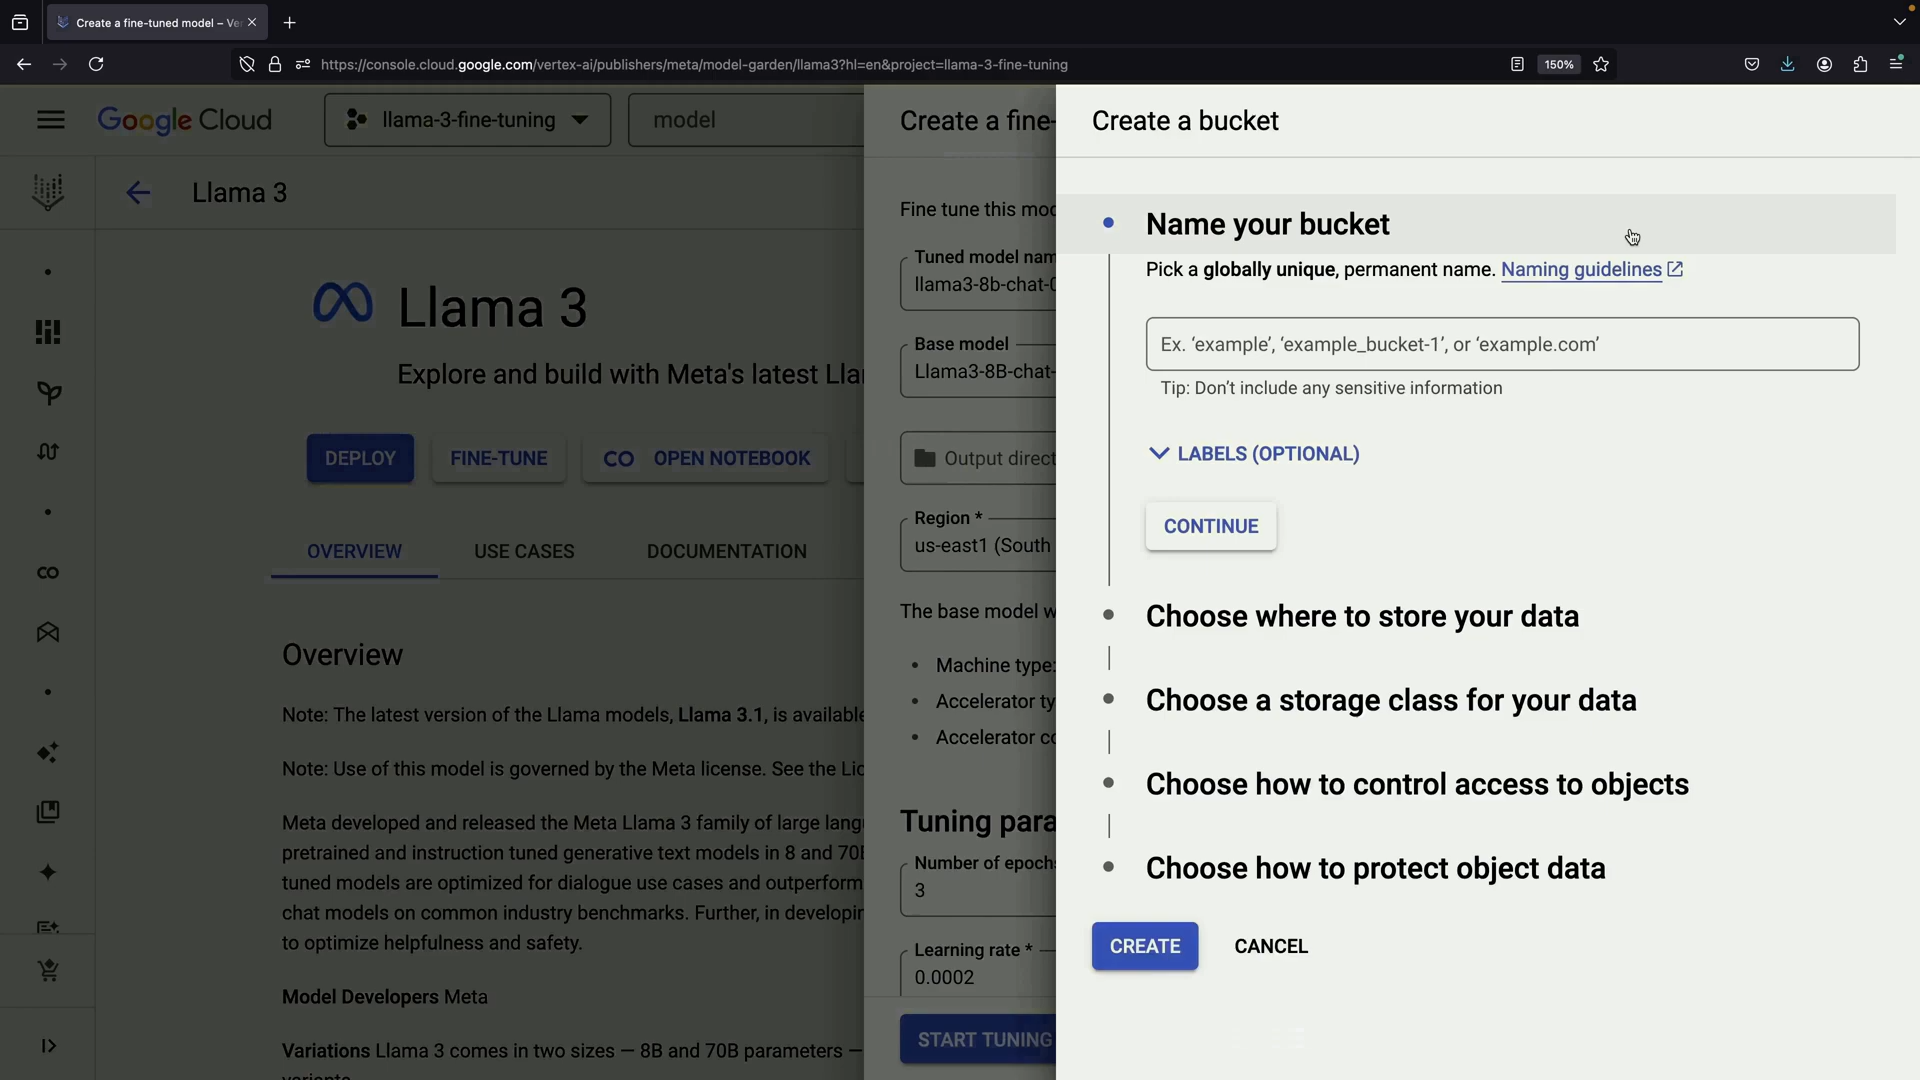 Create a fine-tuned model – Ve
https://console.cloud.google.com/vertex-ai/publishers/meta/model-garden/llama3?hl=en&project=llama-3-fine-tuning
150%
Google Cloud
llama-3-fine-tuning
model
Llama 3
Llama 3
Explore and build with Meta's latest Lla
DEPLOY
FINE-TUNE
OPEN NOTEBOOK
OVERVIEW
USE CASES
DOCUMENTATION
Overview
Note: The latest version of the Llama models, Llama 3.1, is available
Note: Use of this model is governed by the Meta license. See the Lic
Meta developed and released the Meta Llama 3 family of large lang
pretrained and instruction tuned generative text models in 8 and 70B
tuned models are optimized for dialogue use cases and outperform
chat models on common industry benchmarks. Further, in developin
to optimize helpfulness and safety.
Model Developers Meta
Variations Llama 3 comes in two sizes — 8B and 70B parameters —
variants.
Create a fine-
Fine tune this mod
Tuned model nam
llama3-8b-chat-0
Base model
Llama3-8B-chat-
Output direct
Region *
us-east1 (South
The base model w
• Machine type:
• Accelerator ty
• Accelerator co
Tuning para
Number of epochs
3
Learning rate *
0.0002
START TUNING
Create a bucket
Name your bucket
Pick a globally unique, permanent name. Naming guidelines
Ex. ‘example’, ‘example_bucket-1’, or ‘example.com’
Tip: Don’t include any sensitive information
LABELS (OPTIONAL)
CONTINUE
Choose where to store your data
Choose a storage class for your data
Choose how to control access to objects
Choose how to protect object data
CREATE
CANCEL